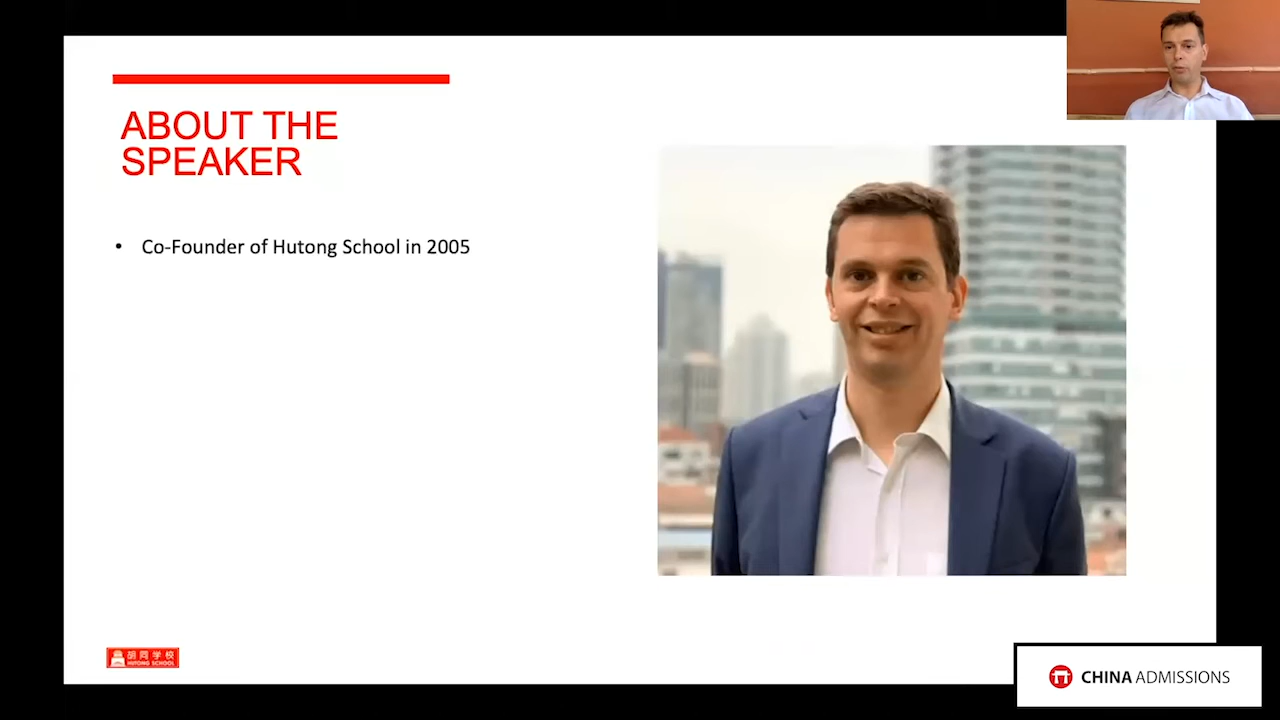 ABOUT THE
SPEAKER
• Co-Founder of Hutong School in 2005
胡同学校
HUTONG SCHOOL
CHINA ADMISSIONS